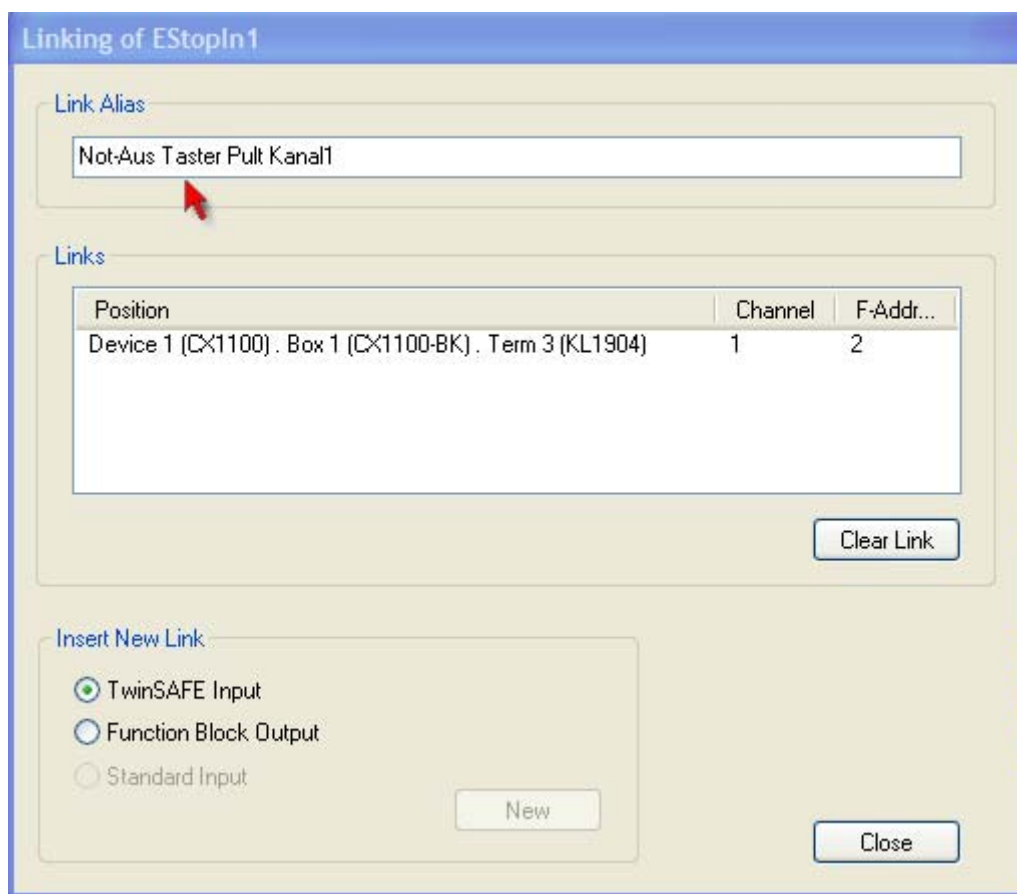 Linking of EStopIn1
Link Alias
Not-Aus Taster Pult Kanal1
Links
Position Channel F-Addr...
Device 1 (CX1100) . Box 1 (CX1100-BK) . Term 3 (KL1904) 1 2
Clear Link
Insert New Link
TwinSAFE Input
Function Block Output
Standard Input
New
Close